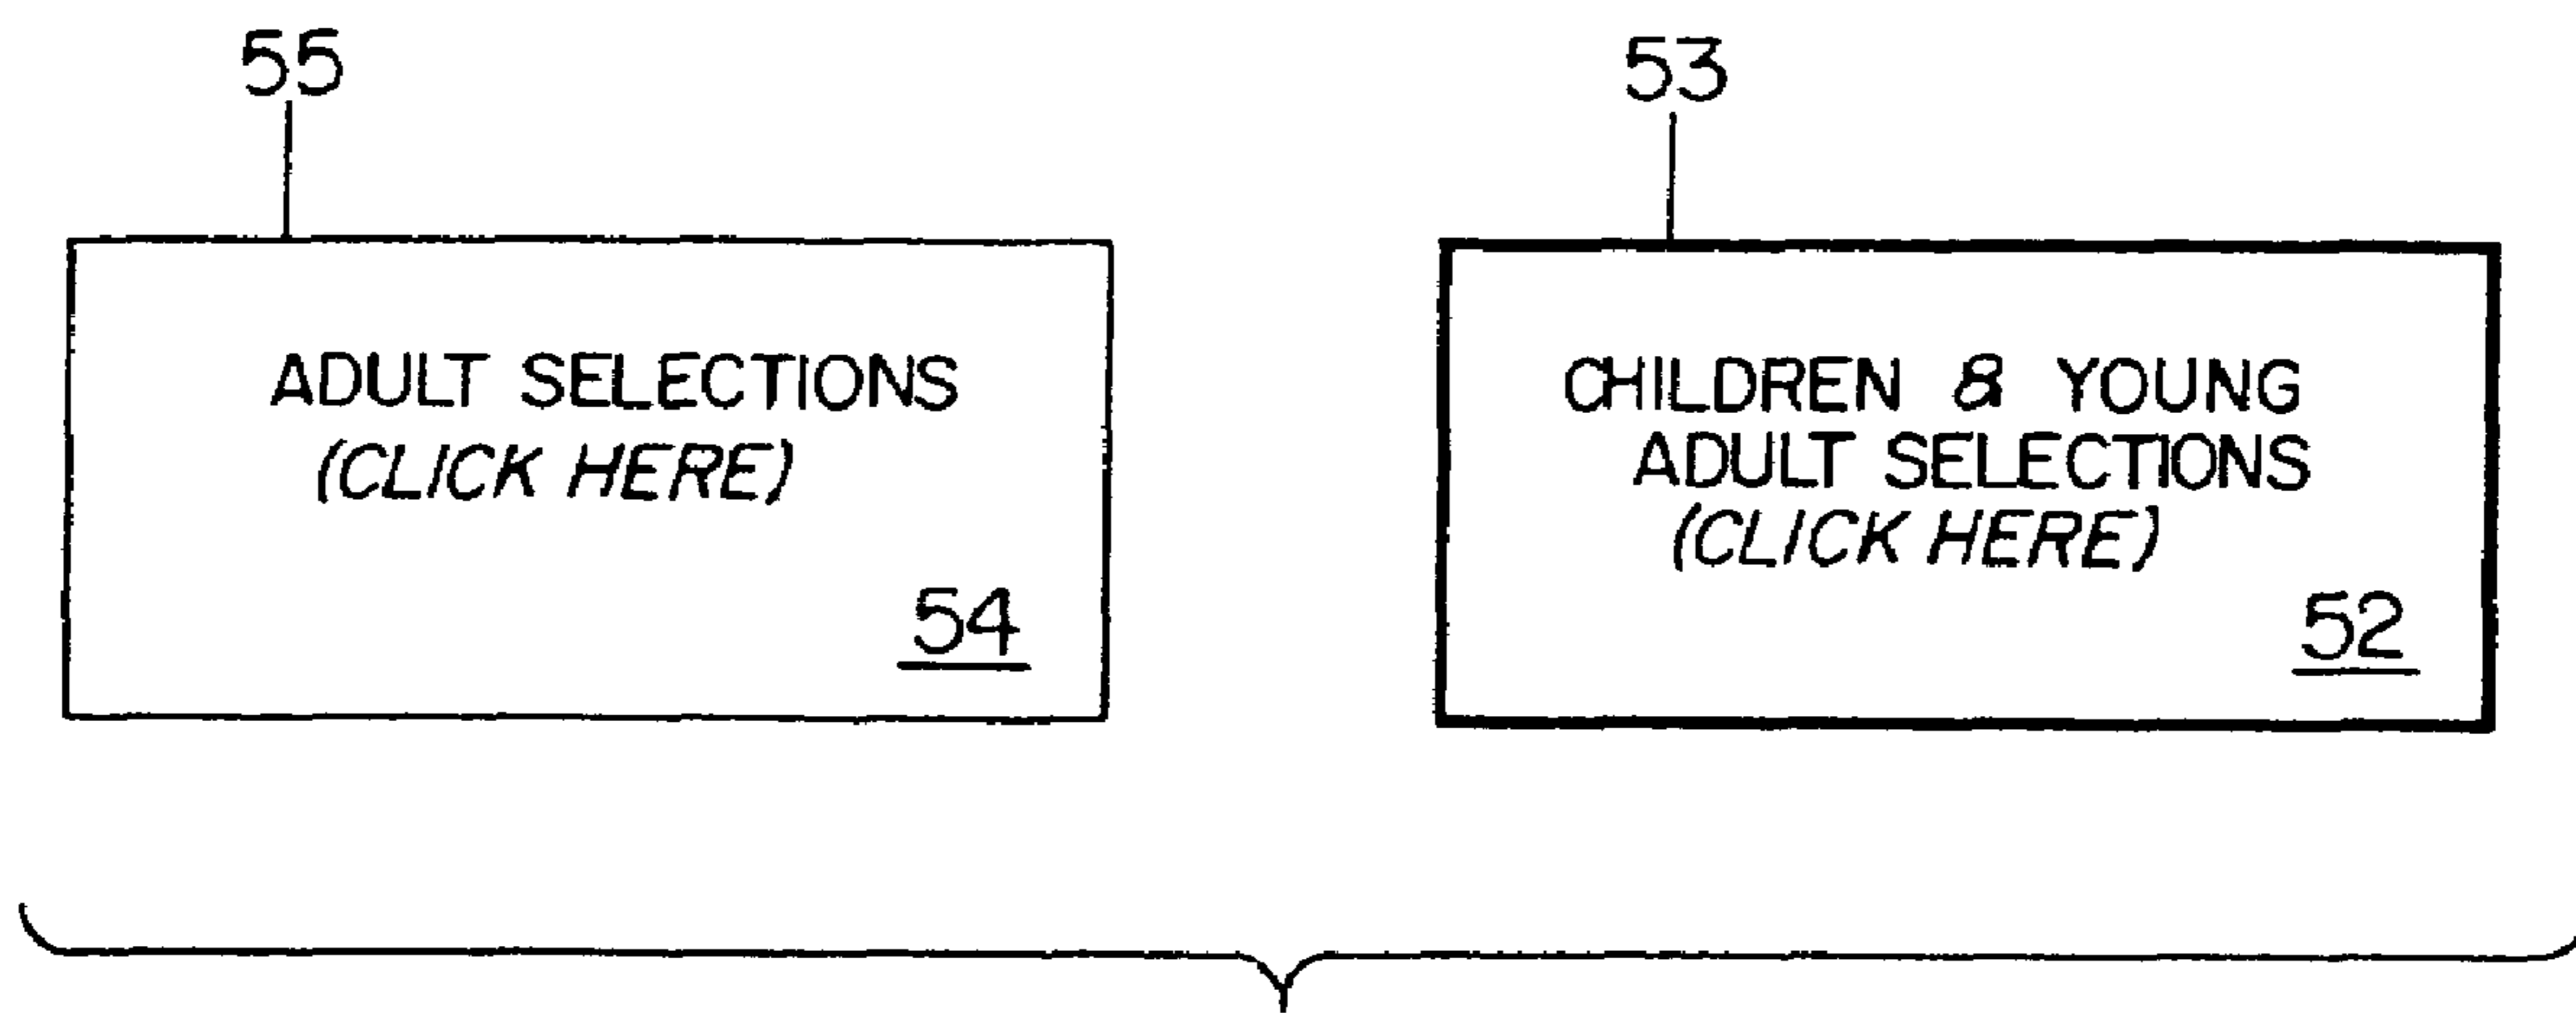 55
53
ADULT SELECTIONS
(CLICK HERE)
54
CHILDREN & YOUNG
ADULT SELECTIONS
(CLICK HERE)
52